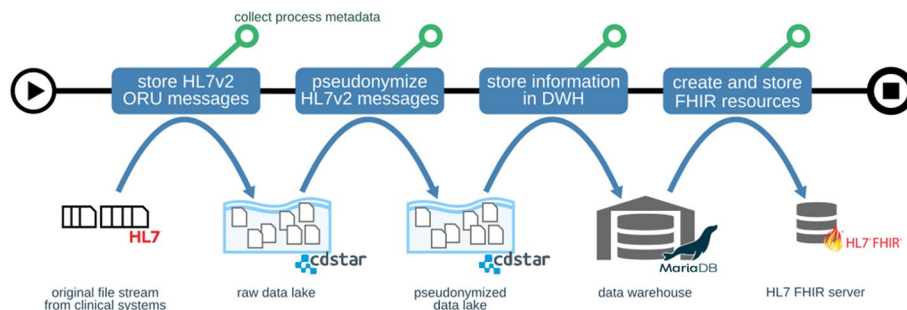 collect process metadata
store HL7v2
ORU messages
pseudonymize
HL7v2 messages
store information
in DWH
create and store
FHIR resources
HL7
cdstar
cdstar
MariaDB
HL7 FHIR
original file stream
from clinical systems
raw data lake
pseudonymized
data lake
data warehouse
HL7 FHIR server